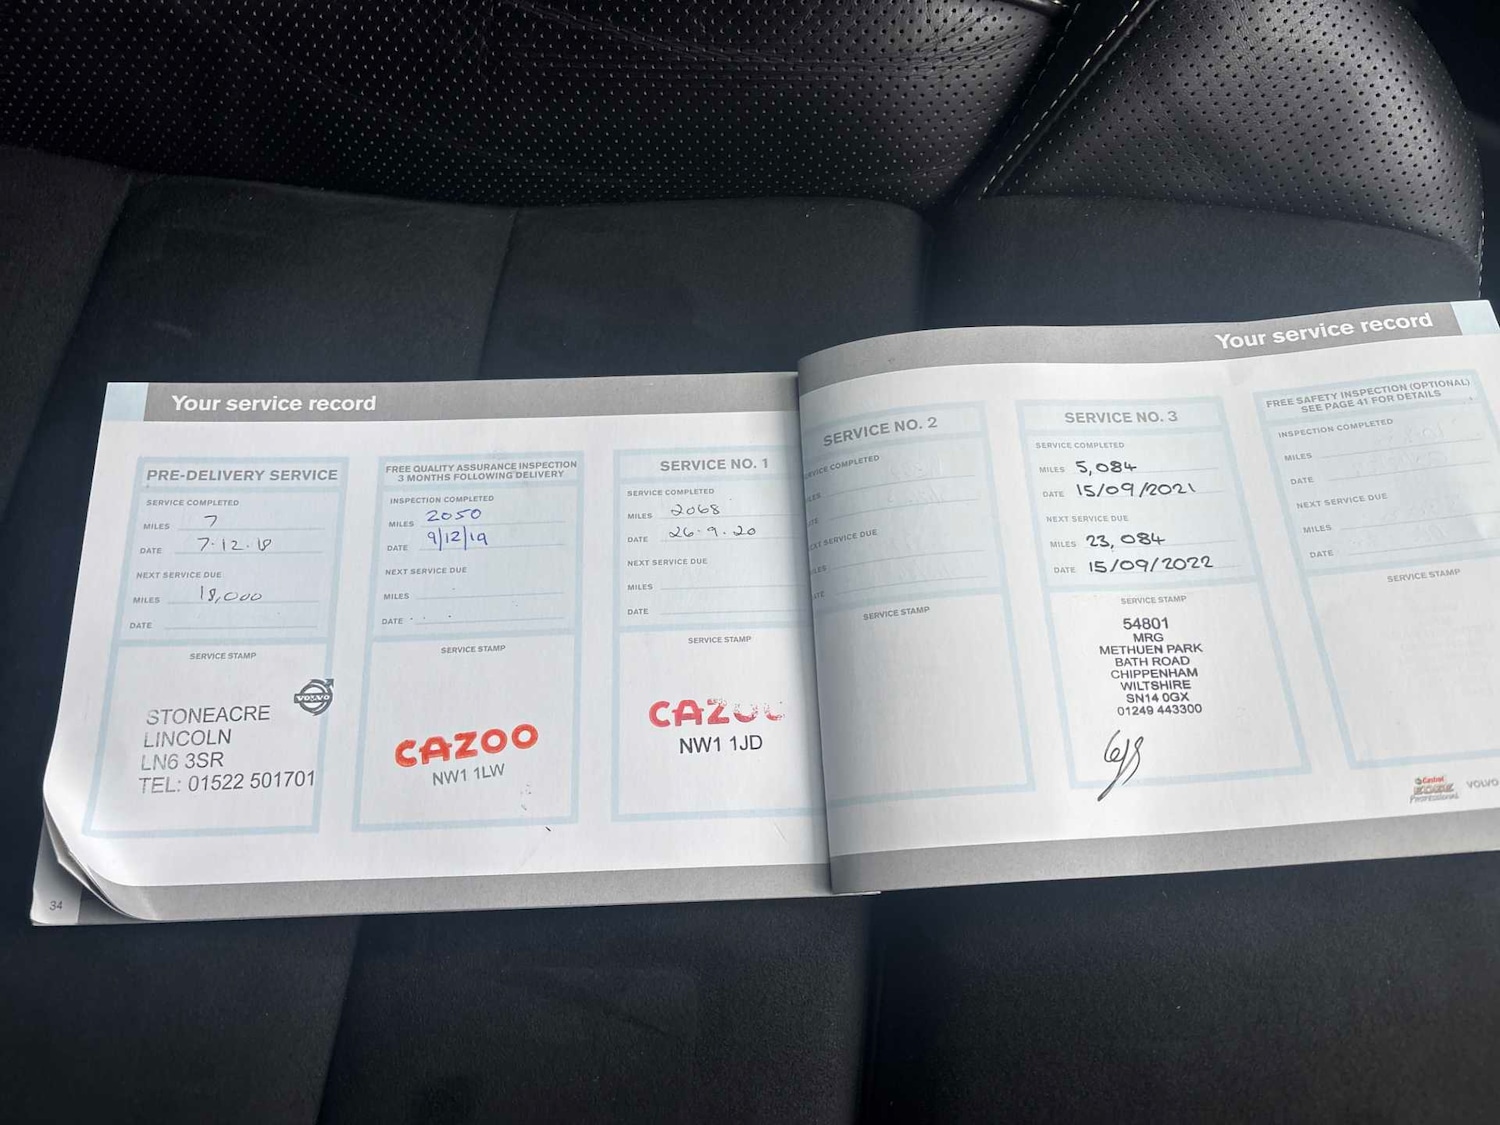 Your service record
PRE-DELIVERY SERVICE
SERVICE COMPLETED
MILES 7
DATE 7.12.18
NEXT SERVICE DUE
MILES 18,000
DATE
SERVICE STAMP
VOLVO
STONEACRE
LINCOLN
LN6 3SR
TEL: 01522 501701
34
FREE QUALITY ASSURANCE INSPECTION
3 MONTHS FOLLOWING DELIVERY
INSPECTION COMPLETED
MILES 2050
DATE 9/12/19
NEXT SERVICE DUE
MILES
DATE
SERVICE STAMP
CAZOO
NW1 1LW
SERVICE NO. 1
SERVICE COMPLETED
MILES 2068
DATE 26.9.20
NEXT SERVICE DUE
MILES
DATE
SERVICE STAMP
CAZOO
NW1 1JD
Your service record
SERVICE NO. 2
COMPLETED
SERVICE DUE
SERVICE STAMP
SERVICE NO. 3
SERVICE COMPLETED
MILES 5,084
DATE 15/09/2021
NEXT SERVICE DUE
MILES 23,084
DATE 15/09/2022
SERVICE STAMP
54801
MRG
METHUEN PARK
BATH ROAD
CHIPPENHAM
WILTSHIRE
SN14 0GX
01249 443300
FREE SAFETY INSPECTION (OPTIONAL)
SEE PAGE 41 FOR DETAILS
INSPECTION COMPLETED
MILES
DATE
NEXT SERVICE DUE
MILES
DATE
SERVICE STAMP
Castrol
EDGE
Professional
VOLVO